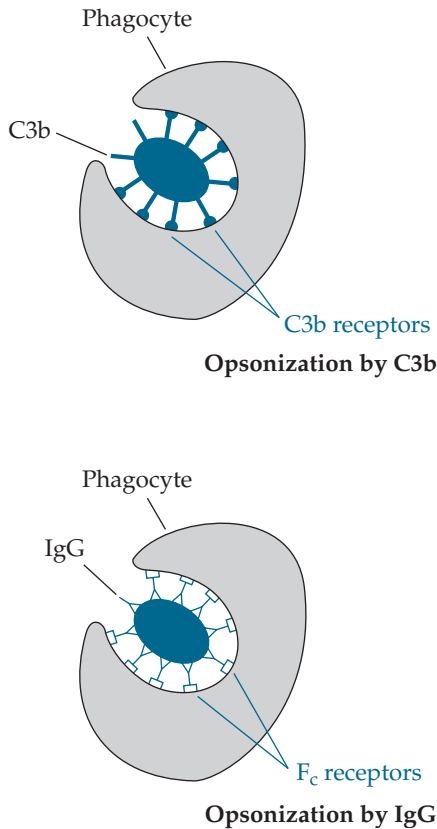 Phagocyte
C3b
C3b receptors
Opsonization by C3b
Phagocyte
IgG
Fc receptors
Opsonization by IgG